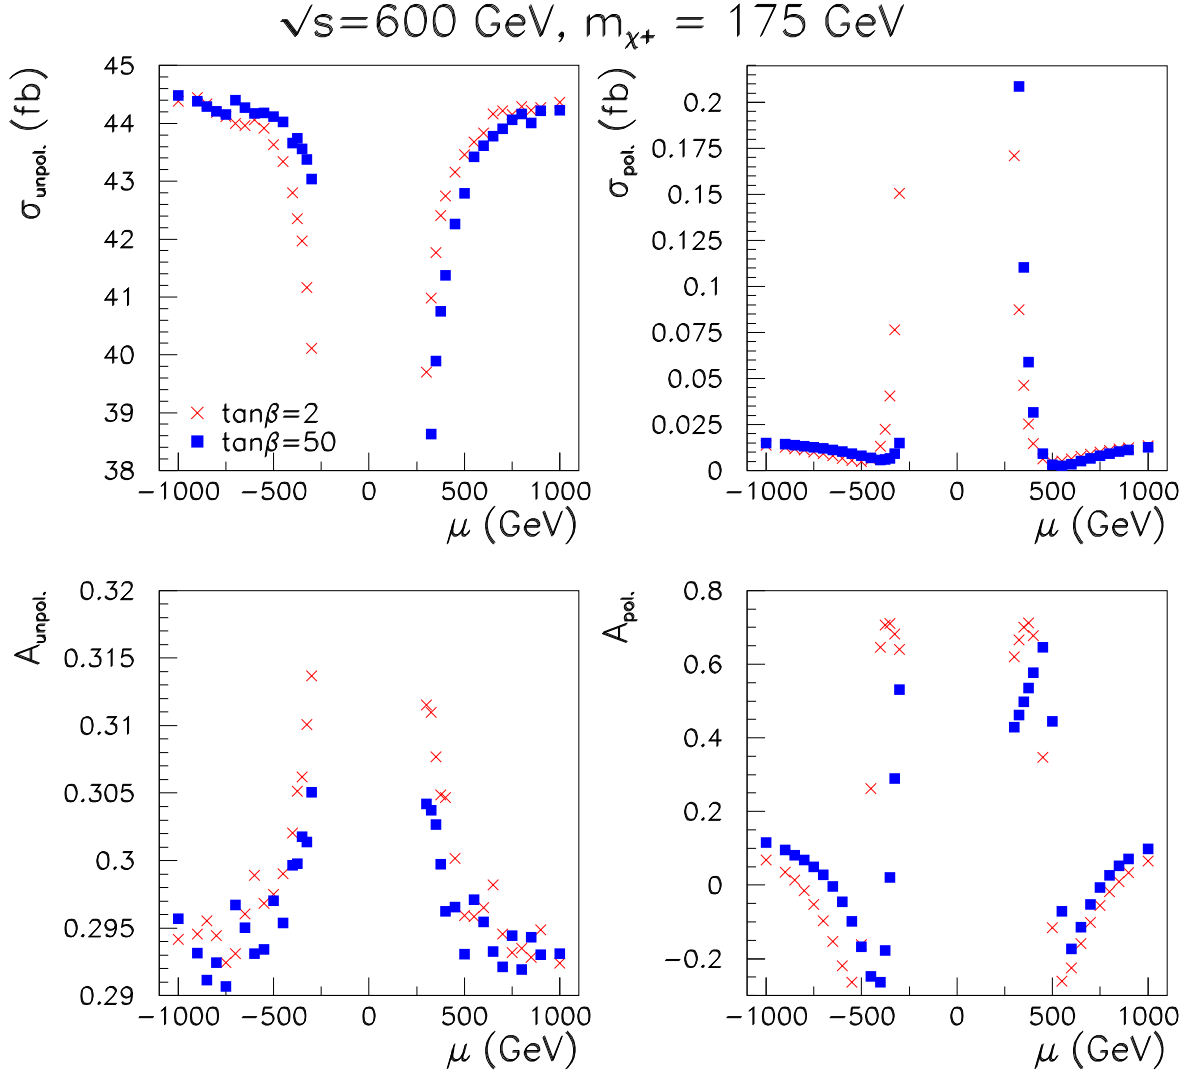 √s=600 GeV, mχ+ = 175 GeV
σunpol. (fb)
45
44
43
42
41
40
39
38
tanβ=2
tanβ=50
−1000 −500 0 500 1000
μ (GeV)
σpol. (fb)
0.2
0.175
0.15
0.125
0.1
0.075
0.05
0.025
0
−1000 −500 0 500 1000
μ (GeV)
Aunpol.
0.32
0.315
0.31
0.305
0.3
0.295
0.29
−1000 −500 0 500 1000
μ (GeV)
Apol.
0.8
0.6
0.4
0.2
0
−0.2
−1000 −500 0 500 1000
μ (GeV)